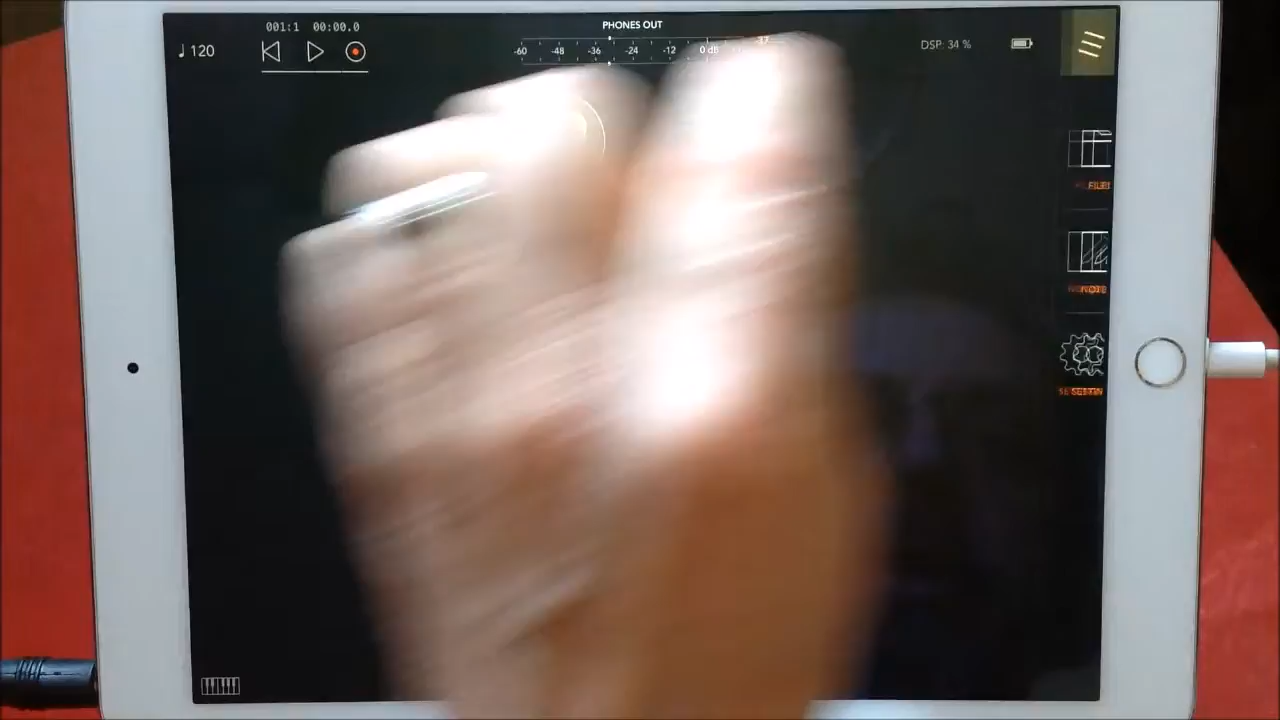 001:1 00:00.0
PHONES OUT
♩ 120
-60 -48 -36 -24 -12 0 dB
DSP: 34 %